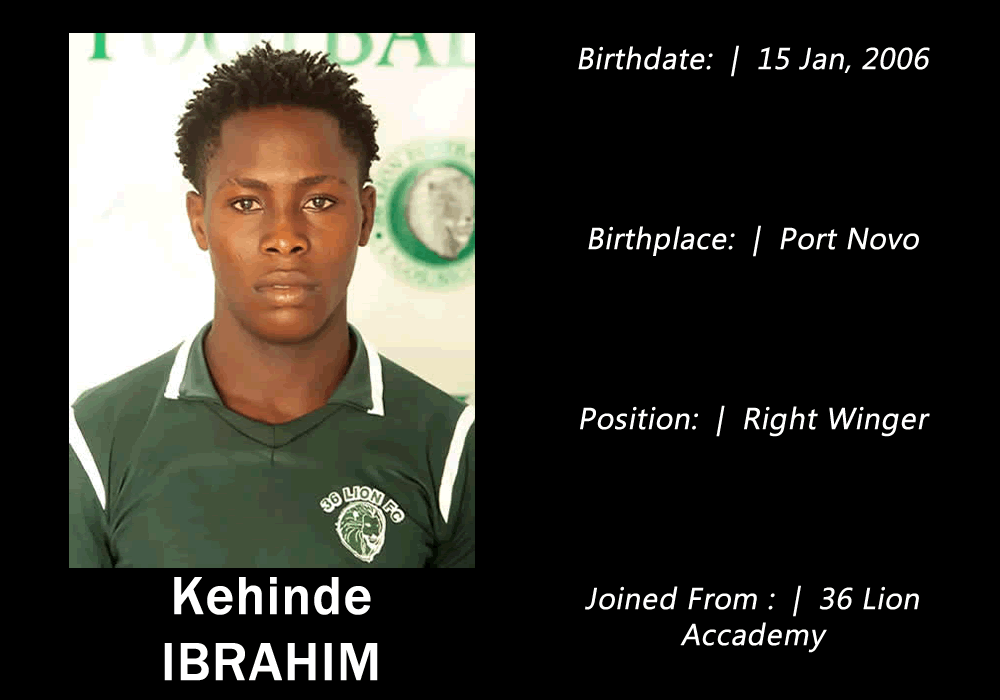 FOOTBAL
Birthdate: | 15 Jan, 2006
Birthplace: | Port Novo
Position: | Right Winger
36 LION FC
Kehinde
IBRAHIM
Joined From : | 36 Lion
Accademy